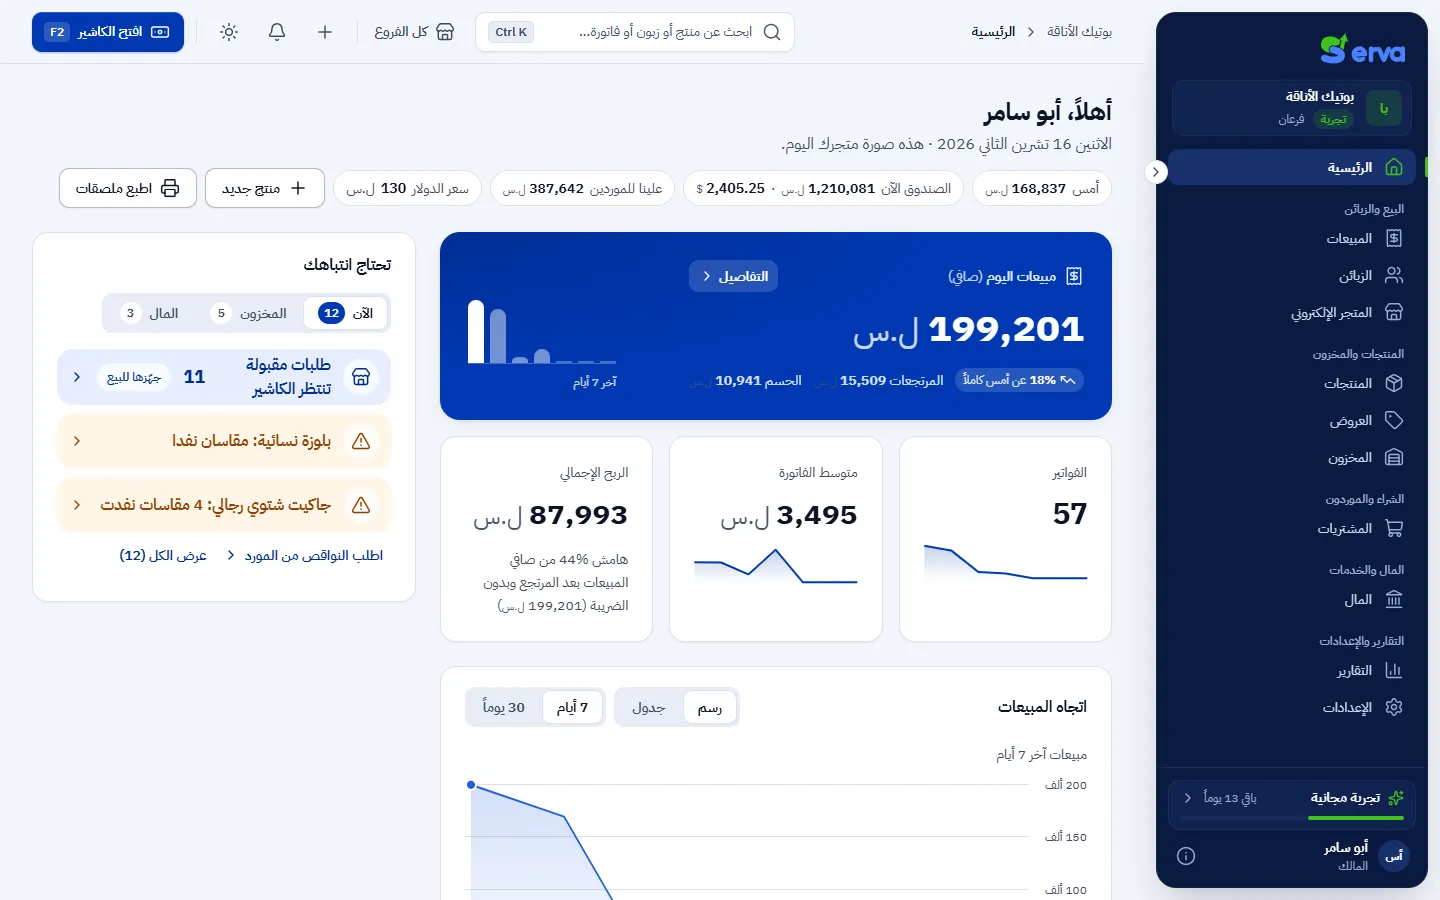 erva
بوتيك الأناقة
با
تجربة
فرعان
الرئيسية
البيع والزبائن
المبيعات
الزبائن
المتجر الإلكتروني
المنتجات والمخزون
المنتجات
العروض
المخزون
الشراء والموردون
المشتريات
المال والخدمات
المال
التقارير والإعدادات
التقارير
الإعدادات
تجربة مجانية
باقي 13 يوماً
أس
أبو سامر
المالك
بوتيك الأناقة
الرئيسية
ابحث عن منتج أو زبون أو فاتورة...
Ctrl K
كل الفروع
افتح الكاشير F2
أهلاً، أبو سامر
الاثنين 16 تشرين الثاني 2026 · هذه صورة متجرك اليوم.
أمس 168,837 ل.س
الصندوق الآن 1,210,081 ل.س · 2,405.25 $
علينا للموردين 387,642 ل.س
سعر الدولار 130 ل.س
منتج جديد
اطبع ملصقات
مبيعات اليوم (صافي)
التفاصيل
199,201 ل.س
18% عن أمس كاملاً
المرتجعات 15,509 ل.س
الحسم 10,941 ل.س
آخر 7 أيام
الفواتير
57
متوسط الفاتورة
3,495 ل.س
الربح الإجمالي
87,993 ل.س
هامش 44% من صافي
المبيعات بعد المرتجع وبدون
الضريبة (199,201 ل.س)
تحتاج انتباهك
الآن 12
المخزون 5
المال 3
طلبات مقبولة
تنتظر الكاشير
11
جهّزها للبيع
بلوزة نسائية: مقاسان نفدا
جاكيت شتوي رجالي: 4 مقاسات نفدت
اطلب النواقص من المورد
عرض الكل (12)
اتجاه المبيعات
رسم
جدول
7 أيام
30 يوماً
مبيعات آخر 7 أيام
200 ألف
150 ألف
100 ألف